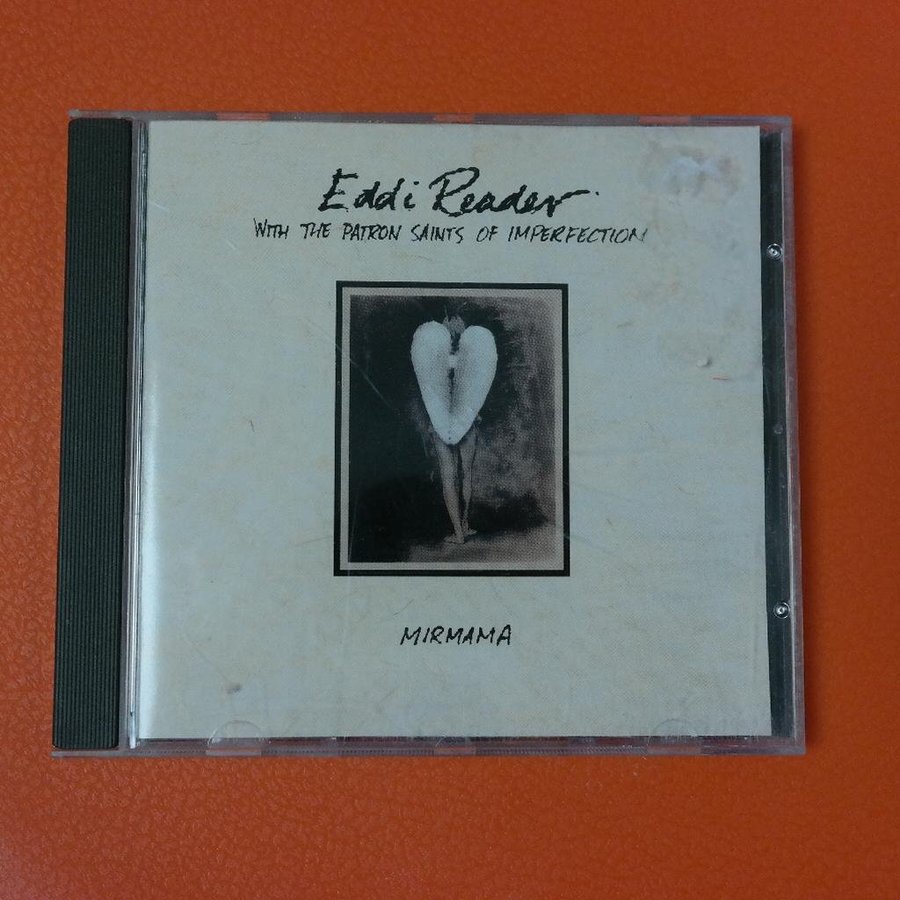 Eddi Reader
WITH THE PATRON SAINTS OF IMPERFECTION
MIRMAMA